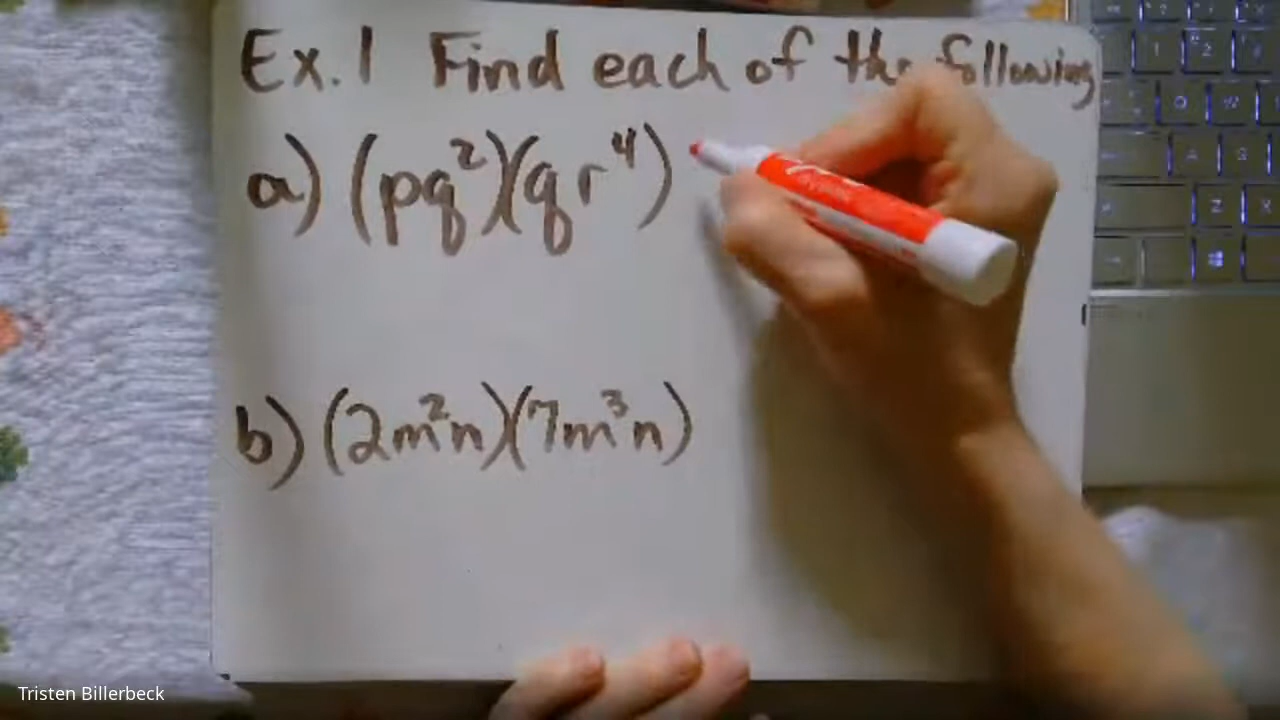 Ex. 1 Find each of the following
a) (pq²)(qr⁴)
b) (2m²n)(7m³n)
Tristen Billerbeck